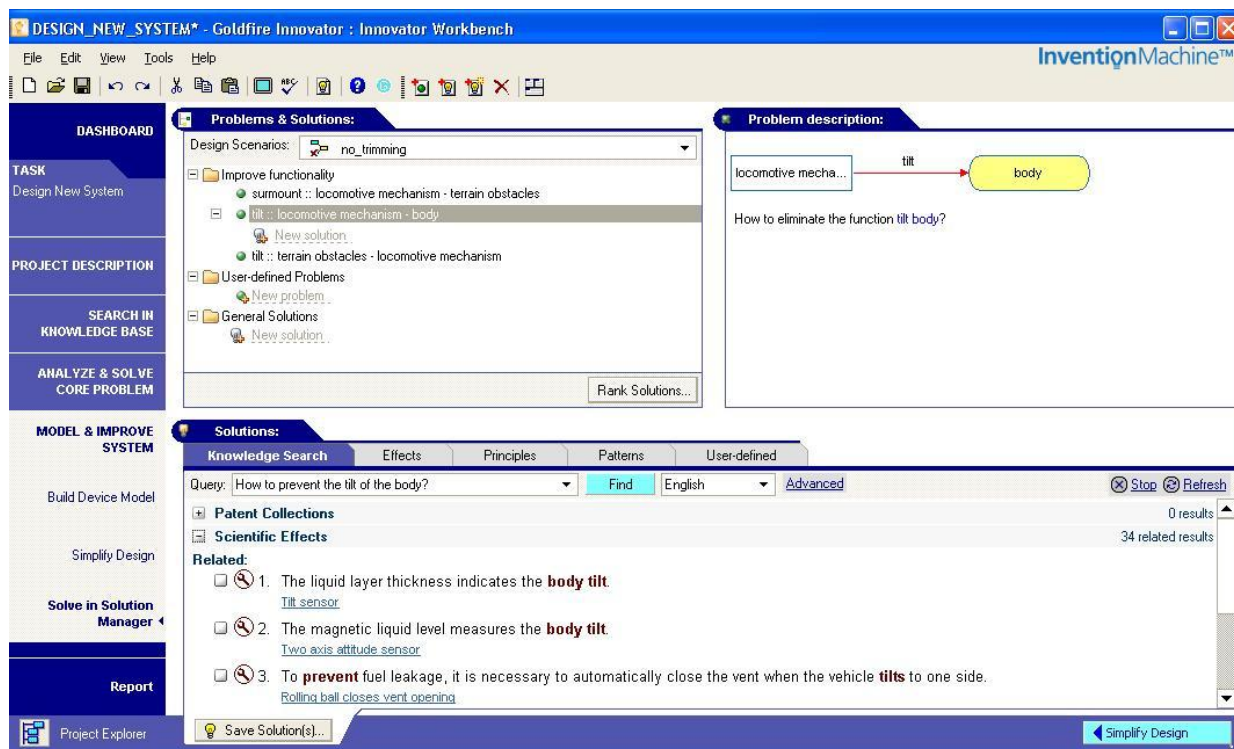 DESIGN_NEW_SYSTEM* - Goldfire Innovator : Innovator Workbench
File Edit View Tools Help
InventionMachine™
DASHBOARD
TASK
Design New System
PROJECT DESCRIPTION
SEARCH IN
KNOWLEDGE BASE
ANALYZE & SOLVE
CORE PROBLEM
MODEL & IMPROVE
SYSTEM
Build Device Model
Simplify Design
Solve in Solution
Manager
Report
Project Explorer
Problems & Solutions:
Design Scenarios: no_trimming
Improve functionality
surmount :: locomotive mechanism - terrain obstacles
tilt :: locomotive mechanism - body
New solution
tilt :: terrain obstacles - locomotive mechanism
User-defined Problems
New problem
General Solutions
New solution
Rank Solutions...
Problem description:
locomotive mecha... tilt body
How to eliminate the function tilt body?
Solutions:
Knowledge Search Effects Principles Patterns User-defined
Query: How to prevent the tilt of the body? Find English Advanced Stop Refresh
Patent Collections 0 results
Scientific Effects 34 related results
Related:
1. The liquid layer thickness indicates the body tilt.
Tilt sensor
2. The magnetic liquid level measures the body tilt.
Two axis attitude sensor
3. To prevent fuel leakage, it is necessary to automatically close the vent when the vehicle tilts to one side.
Rolling ball closes vent opening
Save Solution(s)...
Simplify Design